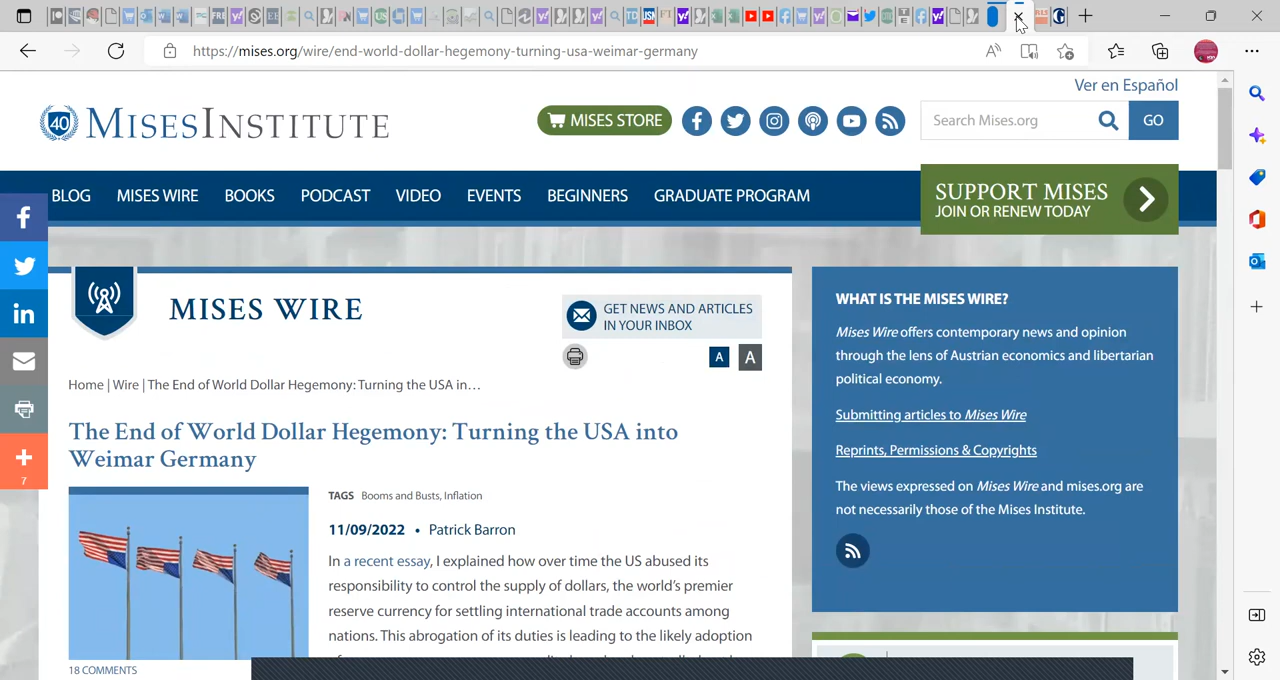 https://mises.org/wire/end-world-dollar-hegemony-turning-usa-weimar-germany
Ver en Español
40 MISESINSTITUTE
MISES STORE
Search Mises.org
GO
BLOG MISES WIRE BOOKS PODCAST VIDEO EVENTS BEGINNERS GRADUATE PROGRAM
SUPPORT MISES
JOIN OR RENEW TODAY
MISES WIRE
GET NEWS AND ARTICLES
IN YOUR INBOX
A A
Home | Wire | The End of World Dollar Hegemony: Turning the USA in…
The End of World Dollar Hegemony: Turning the USA into
Weimar Germany
TAGS Booms and Busts, Inflation
11/09/2022 • Patrick Barron
In a recent essay, I explained how over time the US abused its
responsibility to control the supply of dollars, the world's premier
reserve currency for settling international trade accounts among
nations. This abrogation of its duties is leading to the likely adoption
18 COMMENTS
7
WHAT IS THE MISES WIRE?
Mises Wire offers contemporary news and opinion
through the lens of Austrian economics and libertarian
political economy.
Submitting articles to Mises Wire
Reprints, Permissions & Copyrights
The views expressed on Mises Wire and mises.org are
not necessarily those of the Mises Institute.